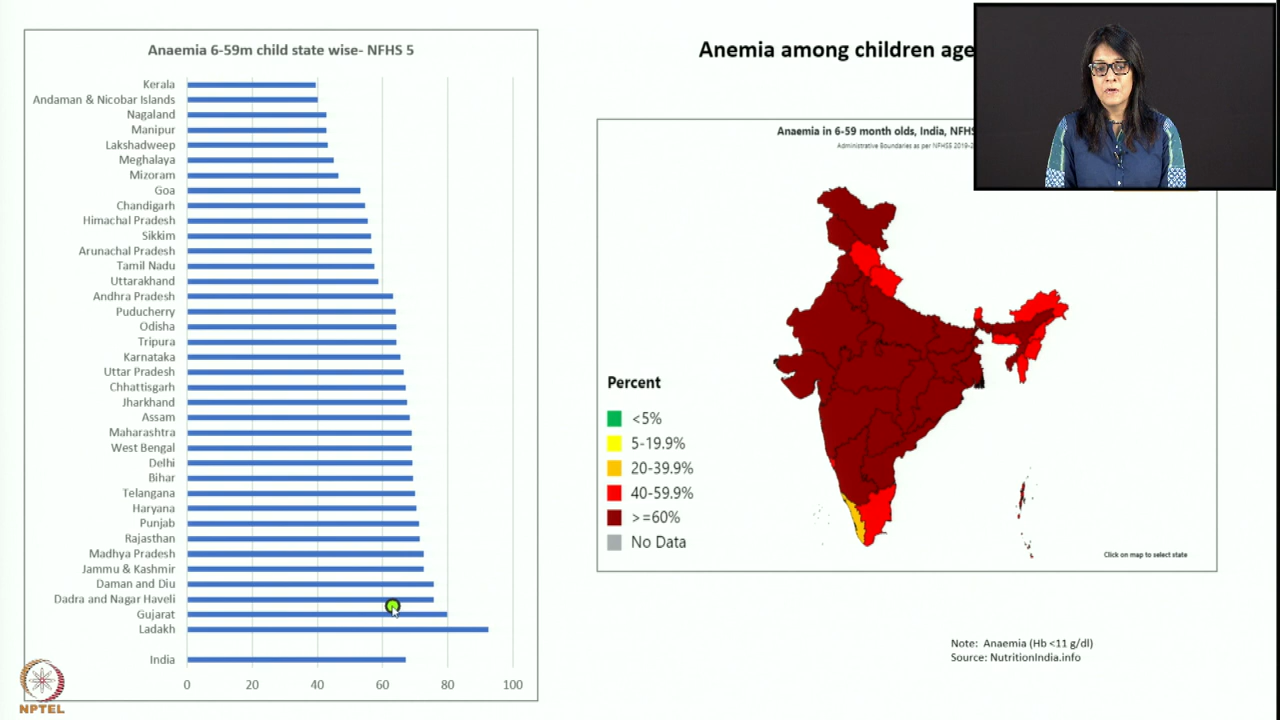 Anaemia 6-59m child state wise- NFHS 5
Kerala
Andaman & Nicobar Islands
Nagaland
Manipur
Lakshadweep
Meghalaya
Mizoram
Goa
Chandigarh
Himachal Pradesh
Sikkim
Arunachal Pradesh
Tamil Nadu
Uttarakhand
Andhra Pradesh
Puducherry
Odisha
Tripura
Karnataka
Uttar Pradesh
Chhattisgarh
Jharkhand
Assam
Maharashtra
West Bengal
Delhi
Bihar
Telangana
Haryana
Punjab
Rajasthan
Madhya Pradesh
Jammu & Kashmir
Daman and Diu
Dadra and Nagar Haveli
Gujarat
Ladakh
India
0 20 40 60 80 100
NPTEL
Anemia among children age
Anaemia in 6-59 month olds, India, NFHS
Administrative Boundaries as per NFHS5 2019-2
Percent
<5%
5-19.9%
20-39.9%
40-59.9%
>=60%
No Data
Click on map to select state
Note: Anaemia (Hb <11 g/dl)
Source: NutritionIndia.info